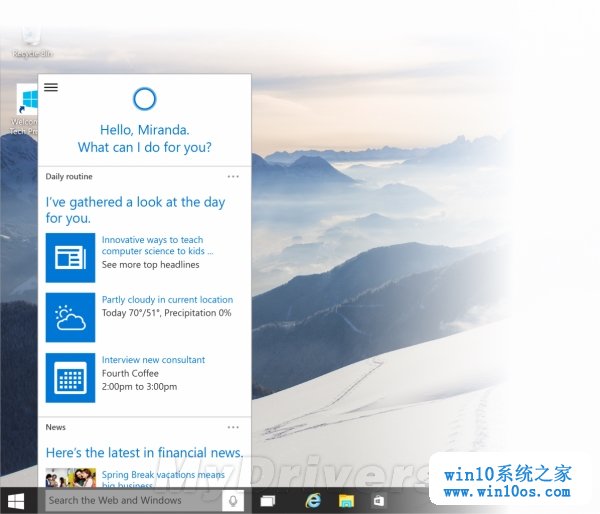 Recycle Bin
Tech Pre
Hello, Miranda.
What can I do for you?
Daily routine
I've gathered a look at the day
for you.
Innovative ways to teach
computer science to kids ...
See more top headlines
Partly cloudy in current location
Today 70°/51°, Precipitation 0%
Interview new consultant
Fourth Coffee
2:00pm to 3:00pm
News
Here's the latest in financial news.
Spring Break vacations means
big business
MyDrivers
Search the Web and Windows
win10系统之家
www.win10os.com